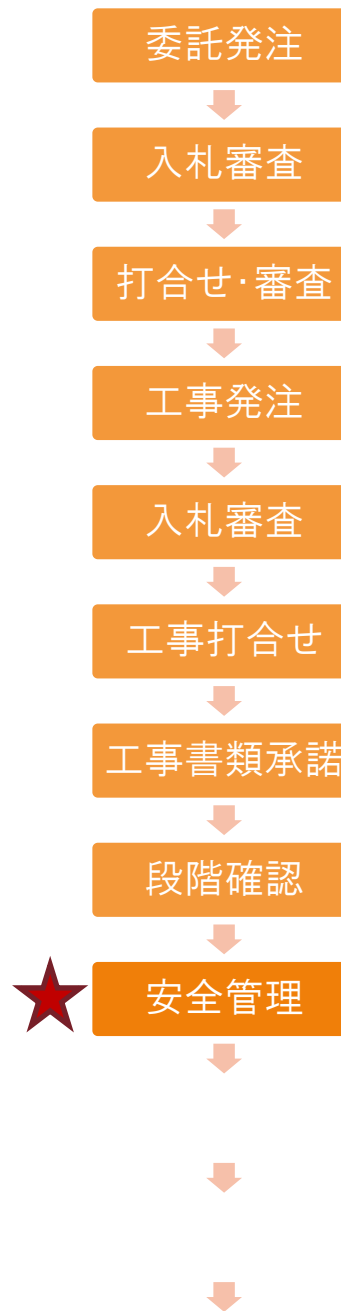 委託発注
入札審査
打合せ・審査
工事発注
入札審査
工事打合せ
工事書類承諾
段階確認
安全管理